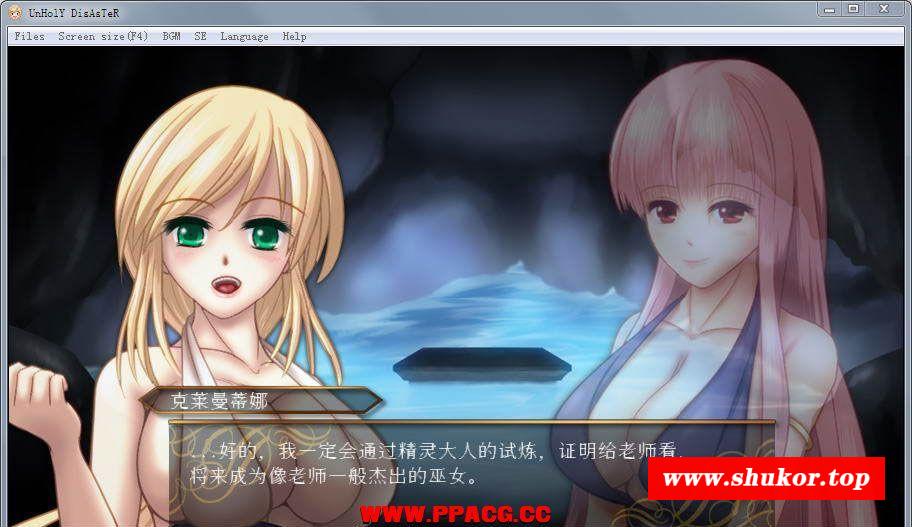 UnHolY DisAsTeR
Files Screen size(F4) BGM SE Language Help
克莱曼蒂娜
...好的，我一定会通过精灵大人的试炼，证明给老师看.
将来成为像老师一般杰出的巫女。
www.shukor.top
WWW.PPACG.CC